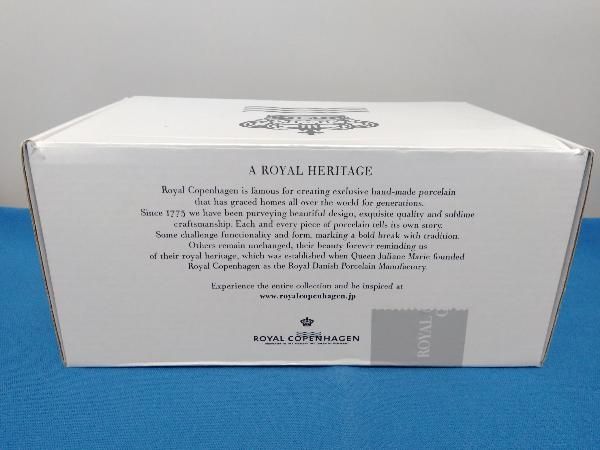 A ROYAL HERITAGE
Royal Copenhagen is famous for creating exclusive hand-made porcelain
that has graced homes all over the world for generations.
Since 1775 we have been purveying beautiful design, exquisite quality and sublime
craftsmanship. Each and every piece of porcelain tells its own story.
Some challenge functionality and form, marking a bold break with tradition.
Others remain unchanged, their beauty forever reminding us
of their royal heritage, which was established when Queen Juliane Marie founded
Royal Copenhagen as the Royal Danish Porcelain Manufactory.
Experience the entire collection and be inspired at
www.royalcopenhagen.jp
ROYAL COPENHAGEN
ROYAL C